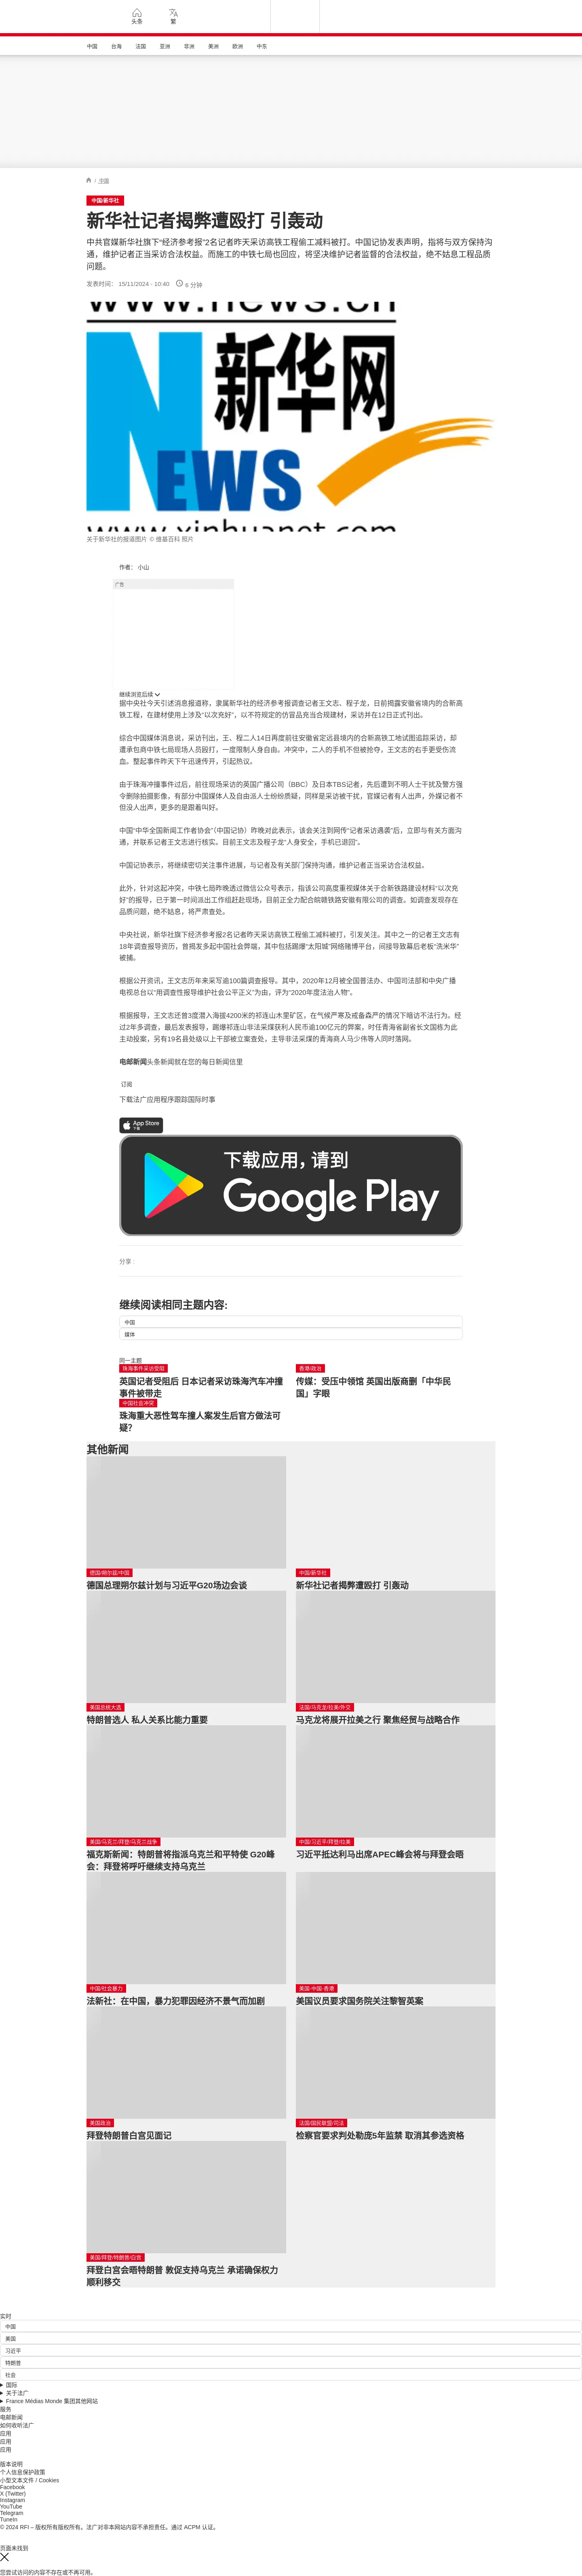 头条
繁
中国
台海
法国
亚洲
非洲
美洲
欧洲
中东
/ 中国
中国/新华社
新华社记者揭弊遭殴打 引轰动
中共官媒新华社旗下“经济参考报”2名记者昨天采访高铁工程偷工减料被打。中国记协发表声明，指将与双方保持沟
通，维护记者正当采访合法权益。而施工的中铁七局也回应，将坚决维护记者监督的合法权益，绝不姑息工程品质
问题。
发表时间： 15/11/2024 - 10:40
6 分钟
www.news.cn
新华网
NEWS
www.xinhuanet.com
关于新华社的报道图片 © 维基百科 照片
作者： 小山
广告
继续浏览后续
据中央社今天引述消息报道称，隶属新华社的经济参考报调查记者王文志、程子龙，日前揭露安徽省境内的合新高
铁工程，在建材使用上涉及“以次充好”，以不符规定的仿冒品充当合规建材，采访并在12日正式刊出。
综合中国媒体消息说，采访刊出，王、程二人14日再度前往安徽省定远县境内的合新高铁工地试图追踪采访，却
遭承包商中铁七局现场人员殴打，一度限制人身自由。冲突中，二人的手机不但被抢夺，王文志的右手更受伤流
血。整起事件昨天下午迅速传开，引起热议。
由于珠海冲撞事件过后，前往现场采访的英国广播公司（BBC）及日本TBS记者，先后遭到不明人士干扰及警方强
令删除拍摄影像，有部分中国媒体人及自由派人士纷纷质疑，同样是采访被干扰，官媒记者有人出声，外媒记者不
但没人出声，更多的是跟着叫好。
中国“中华全国新闻工作者协会”（中国记协）昨晚对此表示，该会关注到网传“记者采访遇袭”后，立即与有关方面沟
通，并联系记者王文志进行核实。目前王文志及程子龙“人身安全，手机已退回”。
中国记协表示，将继续密切关注事件进展，与记者及有关部门保持沟通，维护记者正当采访合法权益。
此外，针对这起冲突，中铁七局昨晚透过微信公众号表示，指该公司高度重视媒体关于合新铁路建设材料“以次充
好”的报导，已于第一时间派出工作组赶赴现场，目前正全力配合皖赣铁路安徽有限公司的调查。如调查发现存在
品质问题，绝不姑息，将严肃查处。
中央社说，新华社旗下经济参考报2名记者昨天采访高铁工程偷工减料被打，引发关注。其中之一的记者王文志有
18年调查报导资历，曾揭发多起中国社会弊端，其中包括踢爆“太阳城”网络赌博平台，间接导致幕后老板“洗米华”
被捕。
根据公开资讯，王文志历年来采写逾100篇调查报导。其中，2020年12月被全国普法办、中国司法部和中央广播
电视总台以“用调查性报导维护社会公平正义”为由，评为“2020年度法治人物”。
根据报导，王文志还曾3度潜入海拔4200米的祁连山木里矿区，在气候严寒及戒备森严的情况下暗访不法行为。经
过2年多调查，最后发表报导，踢爆祁连山非法采煤获利人民币逾100亿元的弊案，时任青海省副省长文国栋为此
主动投案，另有19名县处级以上干部被立案查处，主导非法采煤的青海商人马少伟等人同时落网。
电邮新闻头条新闻就在您的每日新闻信里
订阅
下载法广应用程序跟踪国际时事
App Store
下载
下载应用，请到
Google Play
分享 :
继续阅读相同主题内容:
中国
媒体
同一主题
珠海事件采访受阻
英国记者受阻后 日本记者采访珠海汽车冲撞
事件被带走
香港/政台
传媒：受压中领馆 英国出版商删「中华民
国」字眼
中国社会冲突
珠海重大恶性驾车撞人案发生后官方做法可
疑?
其他新闻
德国/朔尔兹/中国
德国总理朔尔兹计划与习近平G20场边会谈
中国/新华社
新华社记者揭弊遭殴打 引轰动
美国总统大选
特朗普选人 私人关系比能力重要
法国/马克龙/拉美/外交
马克龙将展开拉美之行 聚焦经贸与战略合作
美国/乌克兰/拜登/乌克兰战争
福克斯新闻：特朗普将指派乌克兰和平特使 G20峰
会：拜登将呼吁继续支持乌克兰
中国/习近平/拜登/拉美
习近平抵达利马出席APEC峰会将与拜登会晤
中国/社会暴力
法新社：在中国，暴力犯罪因经济不景气而加剧
美国·中国·香港
美国议员要求国务院关注黎智英案
美国政治
拜登特朗普白宫见面记
法国/国民联盟/司法
检察官要求判处勒庞5年监禁 取消其参选资格
美国/拜登/特朗普/白宫
拜登白宫会晤特朗普 敦促支持乌克兰 承诺确保权力
顺利移交
实时
中国
美国
习近平
特朗普
社会
国际
关于法广
France Médias Monde 集团其他网站
服务
电邮新闻
如何收听法广
应用
应用
应用
版本说明
个人信息保护政策
小型文本文件 / Cookies
Facebook
X (Twitter)
Instagram
YouTube
Telegram
TuneIn
© 2024 RFI – 版权所有版权所有。法广对非本网站内容不承担责任。通过 ACPM 认证。
页面未找到
您尝试访问的内容不存在或不再可用。